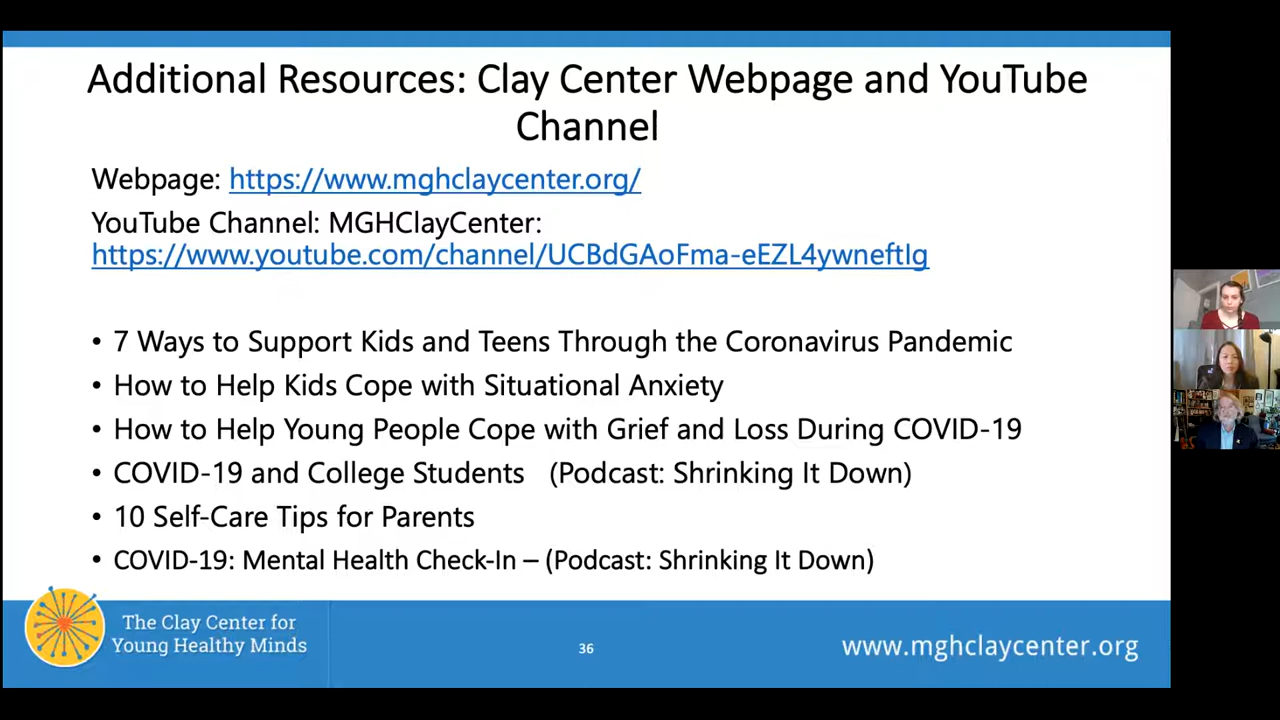 Additional Resources: Clay Center Webpage and YouTube
Channel
Webpage: https://www.mghclaycenter.org/
YouTube Channel: MGHClayCenter:
https://www.youtube.com/channel/UCBdGAoFma-eEZL4ywneftIg
• 7 Ways to Support Kids and Teens Through the Coronavirus Pandemic
• How to Help Kids Cope with Situational Anxiety
• How to Help Young People Cope with Grief and Loss During COVID-19
• COVID-19 and College Students (Podcast: Shrinking It Down)
• 10 Self-Care Tips for Parents
• COVID-19: Mental Health Check-In – (Podcast: Shrinking It Down)
The Clay Center for
Young Healthy Minds
36
www.mghclaycenter.org